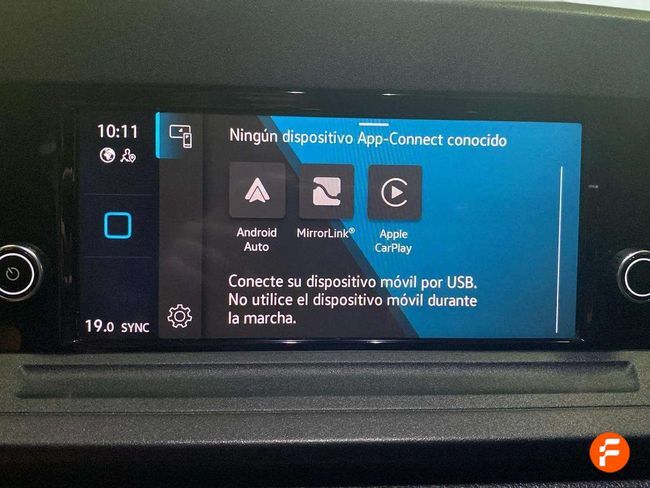 10:11
Ningún dispositivo App-Connect conocido
Android Auto
MirrorLink®
Apple CarPlay
Conecte su dispositivo móvil por USB.
No utilice el dispositivo móvil durante
la marcha.
19.0 SYNC